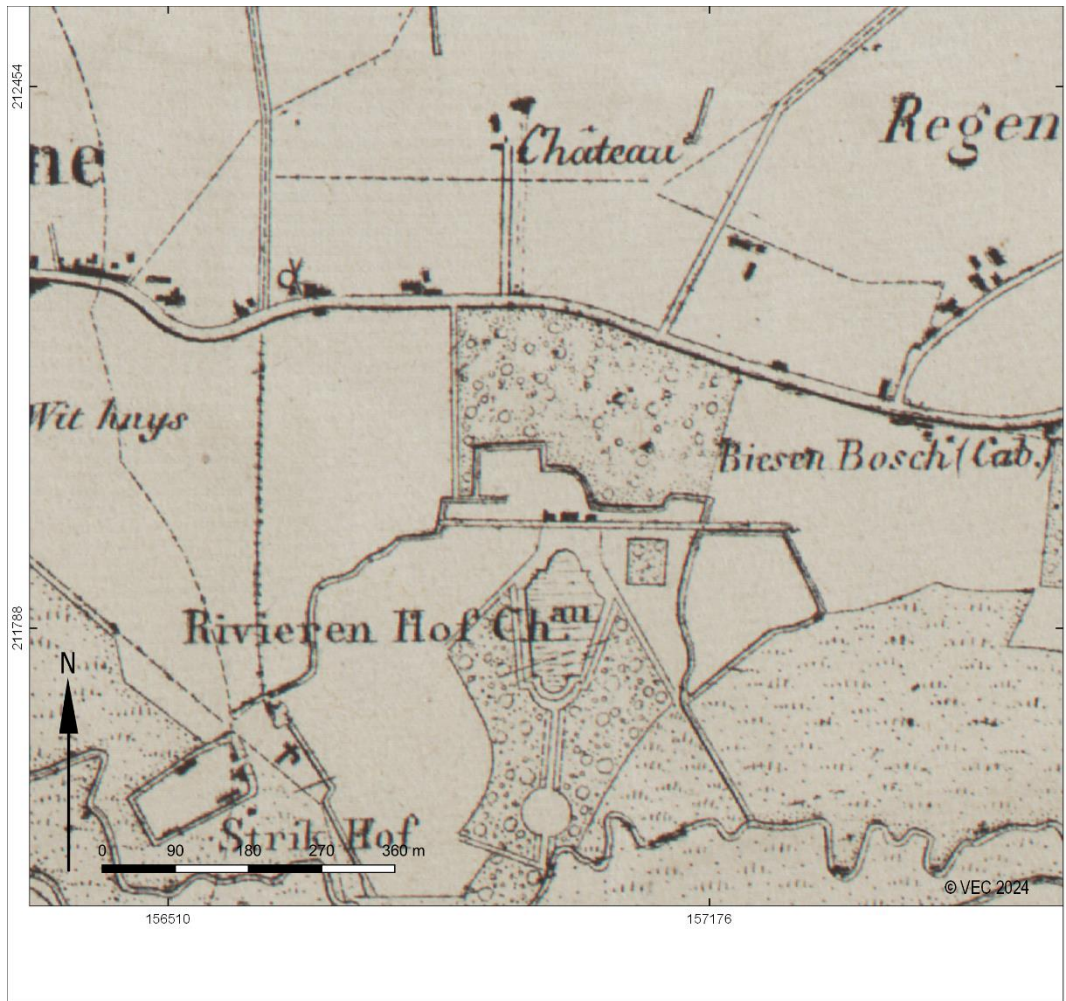 212454
Château
Regen
ne
Wit huys
Biesen Bosch (Cab.)
211788
Rivieren Hof Ch.au
N
Strik Hof
0 90 180 270 360 m
© VEC 2024
156510 157176